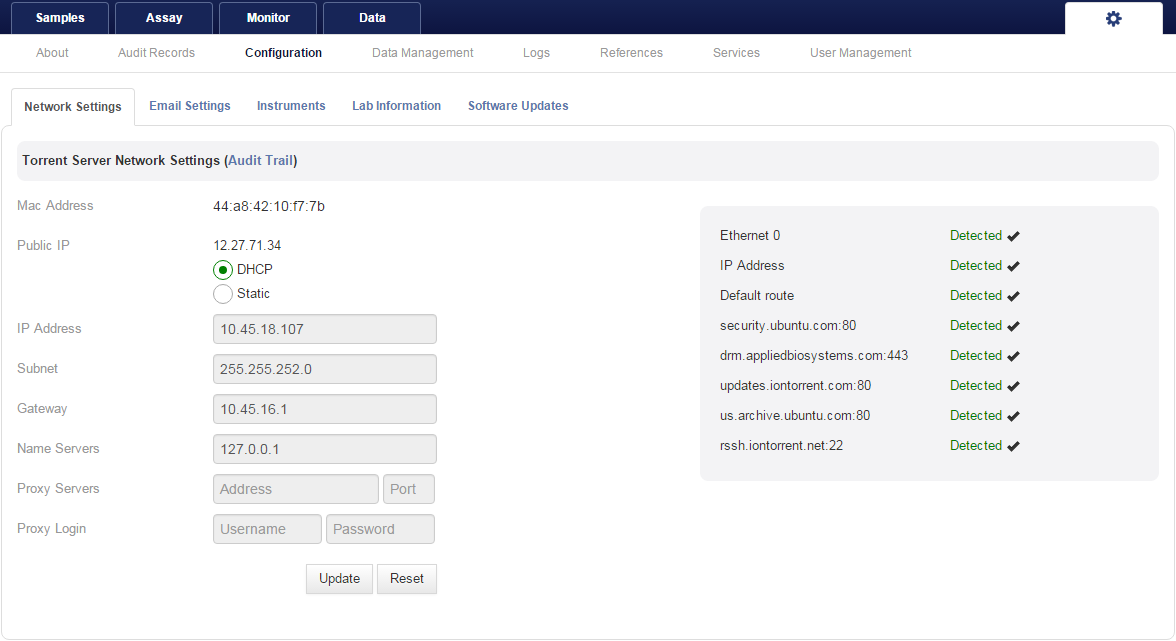 Samples Assay Monitor Data
About Audit Records Configuration Data Management Logs References Services User Management
Network Settings Email Settings Instruments Lab Information Software Updates
Torrent Server Network Settings (Audit Trail)
Mac Address 44:a8:42:10:f7:7b
Public IP 12.27.71.34
DHCP
Static
IP Address 10.45.18.107
Subnet 255.255.252.0
Gateway 10.45.16.1
Name Servers 127.0.0.1
Proxy Servers Address Port
Proxy Login Username Password
Update Reset
Ethernet 0 Detected
IP Address Detected
Default route Detected
security.ubuntu.com:80 Detected
drm.appliedbiosystems.com:443 Detected
updates.iontorrent.com:80 Detected
us.archive.ubuntu.com:80 Detected
rssh.iontorrent.net:22 Detected